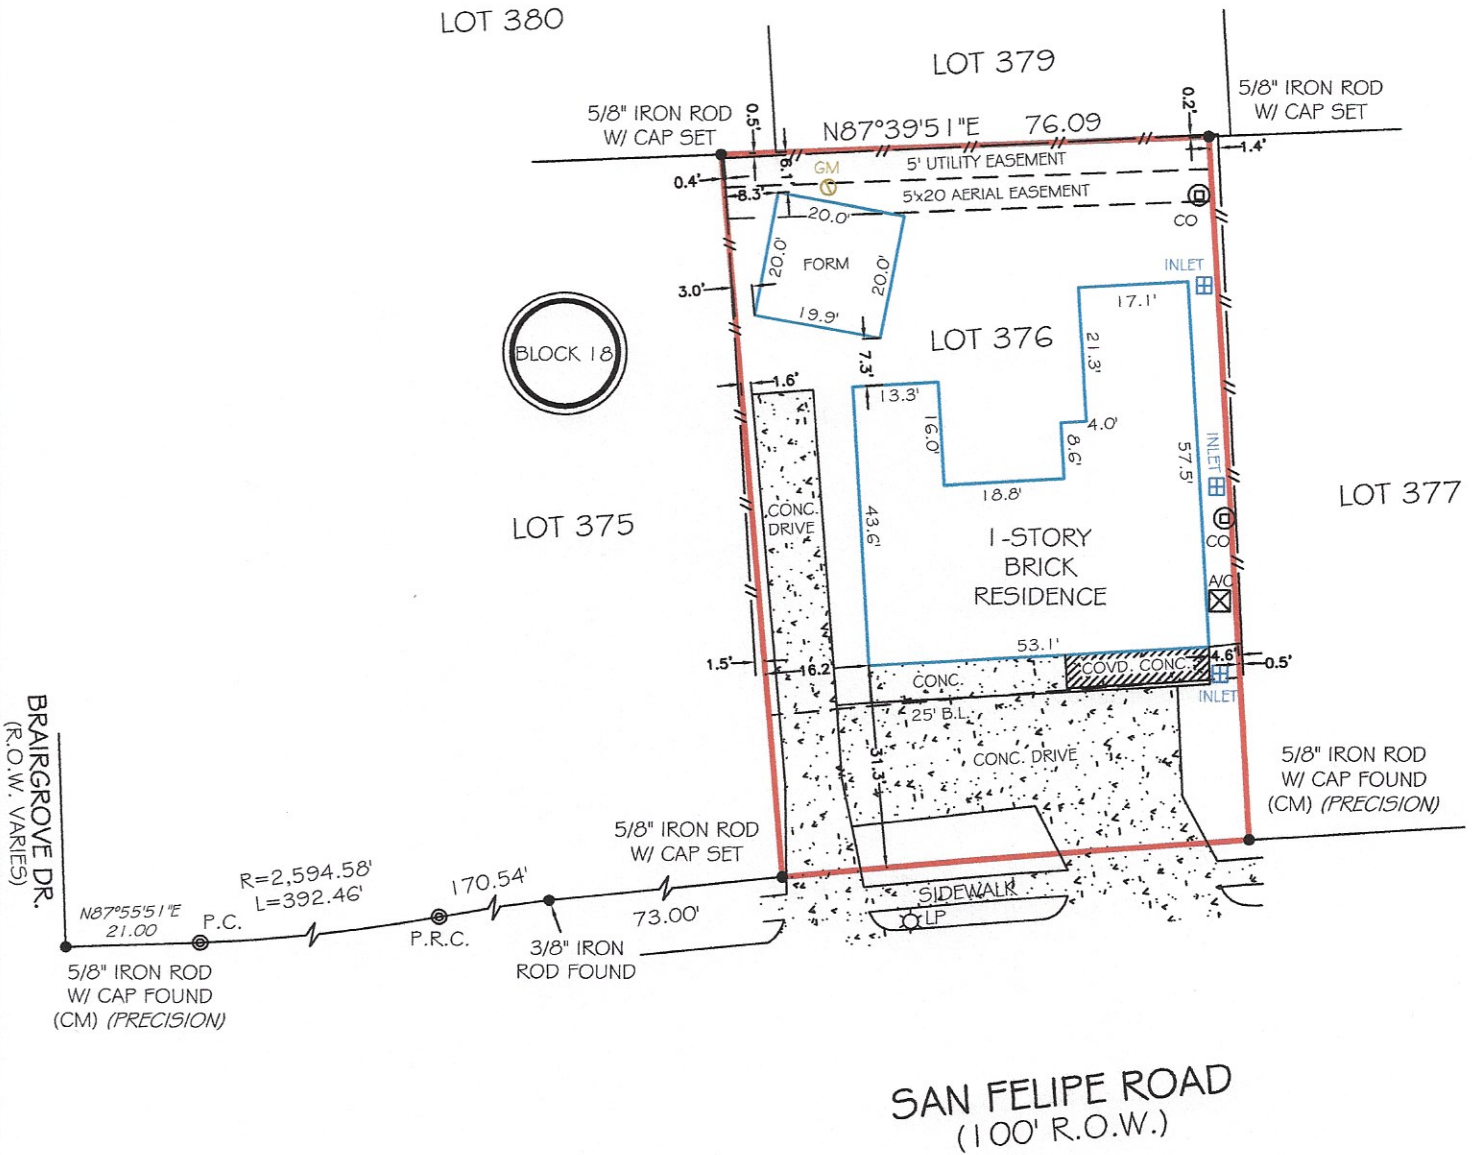 LOT 380
LOT 379
5/8" IRON ROD
W/ CAP SET
0.5'
N87°39'51"E 76.09
0.2'
5/8" IRON ROD
W/ CAP SET
1.4'
6.1'
GM
5' UTILITY EASEMENT
0.4'
8.3'
5'x20 AERIAL EASEMENT
CO
20.0'
20.0'
FORM
20.0'
19.9'
3.0'
INLET
17.1'
BLOCK 18
LOT 376
21.3'
7.3'
1.6'
13.3'
16.0'
4.0'
8.6'
18.8'
57.5'
INLET
LOT 377
CONC.
DRIVE
43.6'
LOT 375
1-STORY
BRICK
RESIDENCE
CO
A/C
53.1'
1.5'
16.2'
CONC.
COVD. CONC.
4.6'
0.5'
INLET
25' B.L.
31.3'
CONC. DRIVE
BRAIRGROVE DR.
(R.O.W. VARIES)
5/8" IRON ROD
W/ CAP FOUND
(CM) (PRECISION)
5/8" IRON ROD
W/ CAP SET
R=2,594.58'
L=392.46'
170.54'
SIDEWALK
LP
N87°55'51"E
21.00
P.C.
P.R.C.
73.00'
3/8" IRON
ROD FOUND
5/8" IRON ROD
W/ CAP FOUND
(CM) (PRECISION)
SAN FELIPE ROAD
(100' R.O.W.)